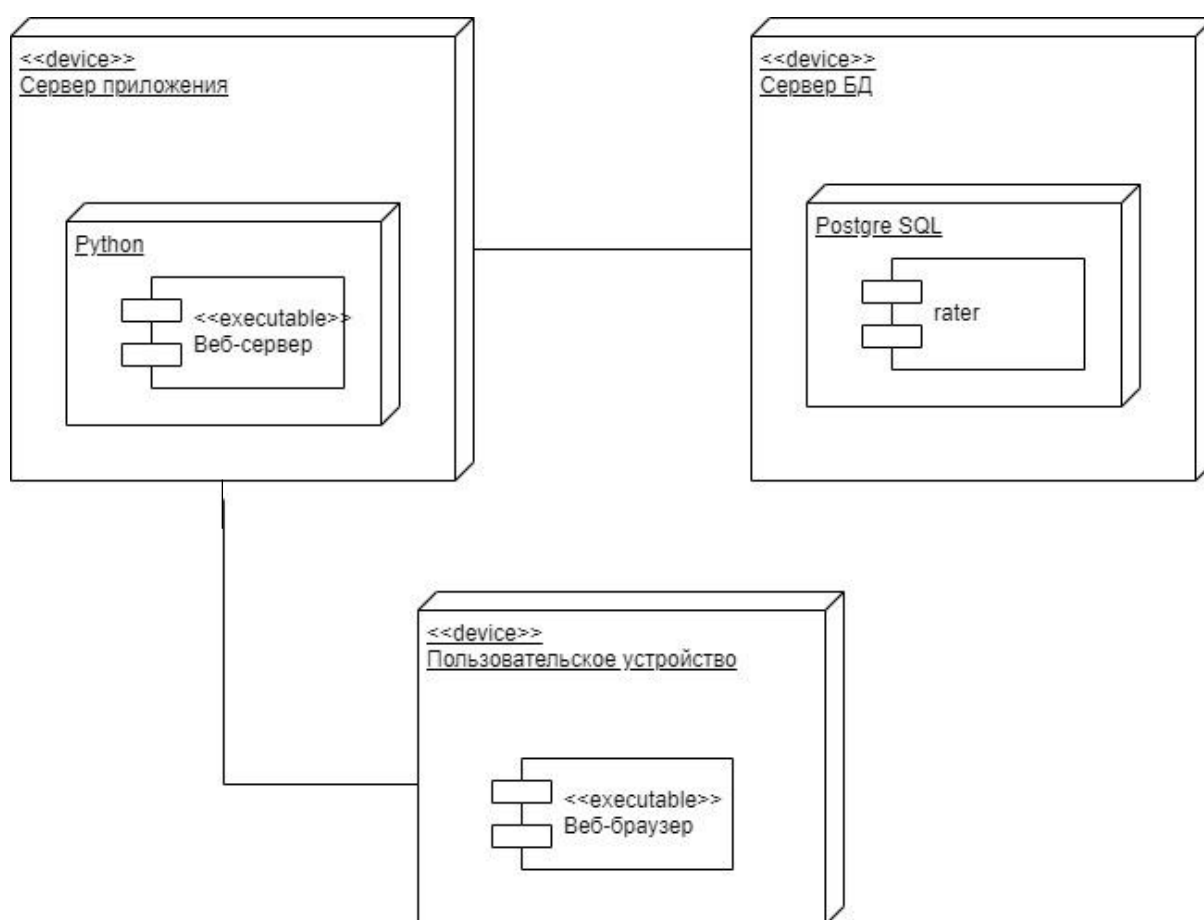 <<device>>
Сервер приложения
Python
<<executable>>
Веб-сервер
<<device>>
Сервер БД
Postgre SQL
rater
<<device>>
Пользовательское устройство
<<executable>>
Веб-браузер